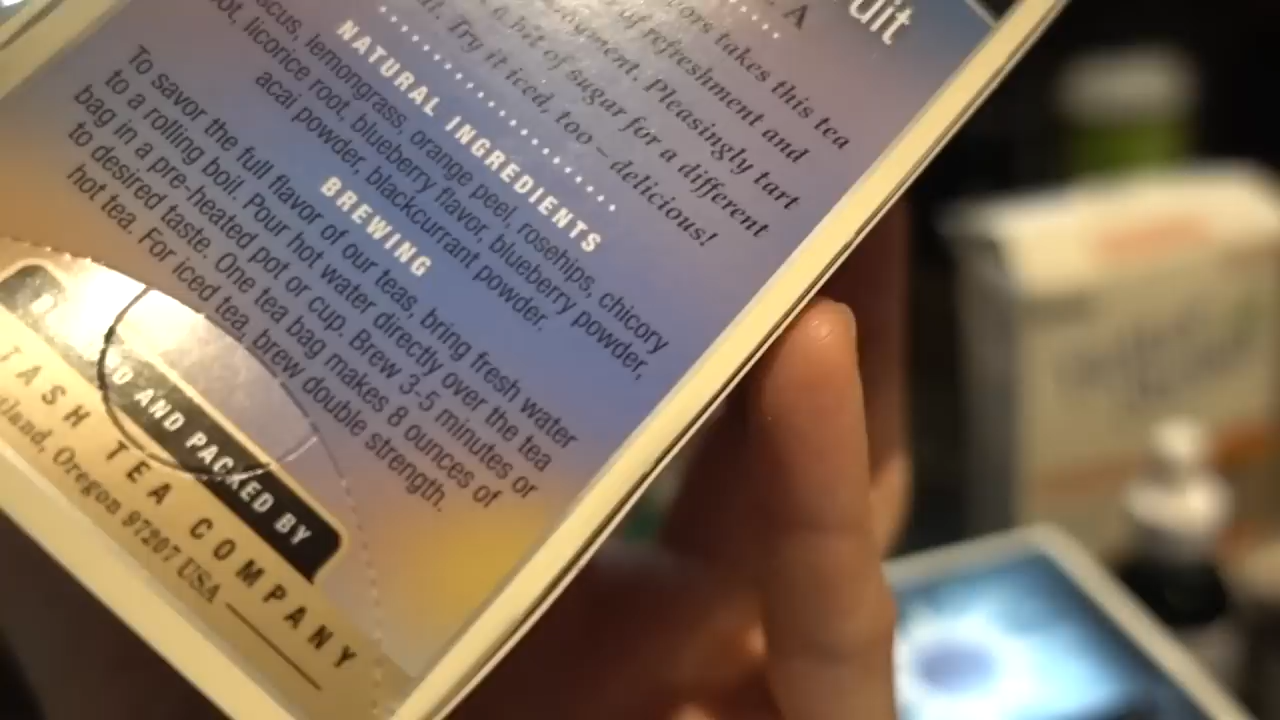 uit
A
ors takes this tea
of refreshment and
enjoyment. Pleasingly tart
a bit of sugar for a different
t. Try it iced, too – delicious!
NATURAL INGREDIENTS
scus, lemongrass, orange peel, rosehips, chicory
ot, licorice root, blueberry flavor, blueberry powder,
acai powder, blackcurrant powder.
BREWING
To savor the full flavor of our teas, bring fresh water
to a rolling boil. Pour hot water directly over the tea
bag in a pre-heated pot or cup. Brew 3-5 minutes or
to desired taste. One tea bag makes 8 ounces of
hot tea. For iced tea, brew double strength.
D AND PACKED BY
TASH TEA COMPANY
tland, Oregon 97207 USA